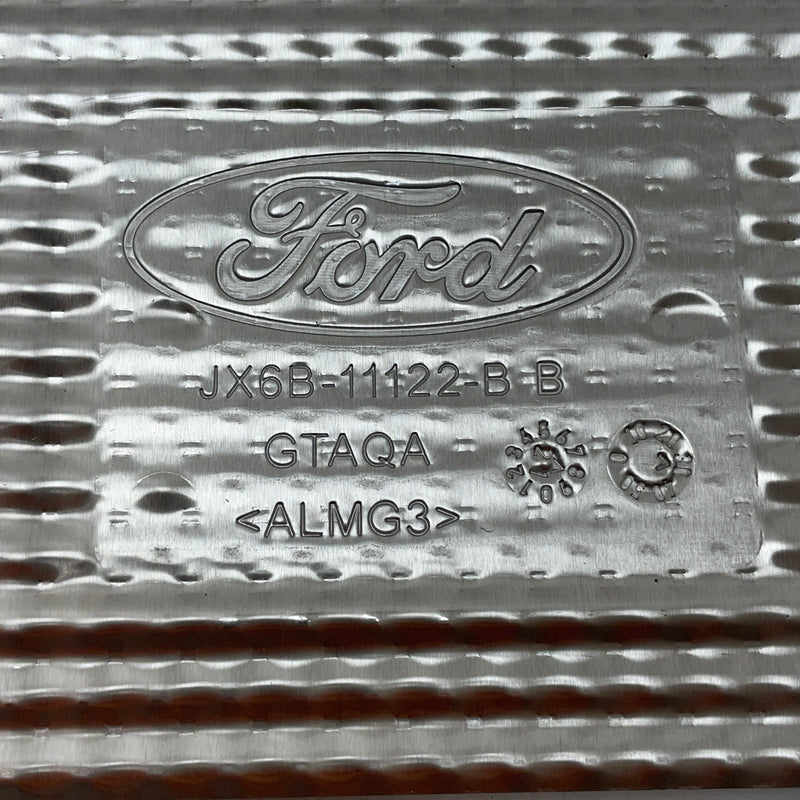 Ford
JX6B-11122-B B
GTAQA
<ALMG3>